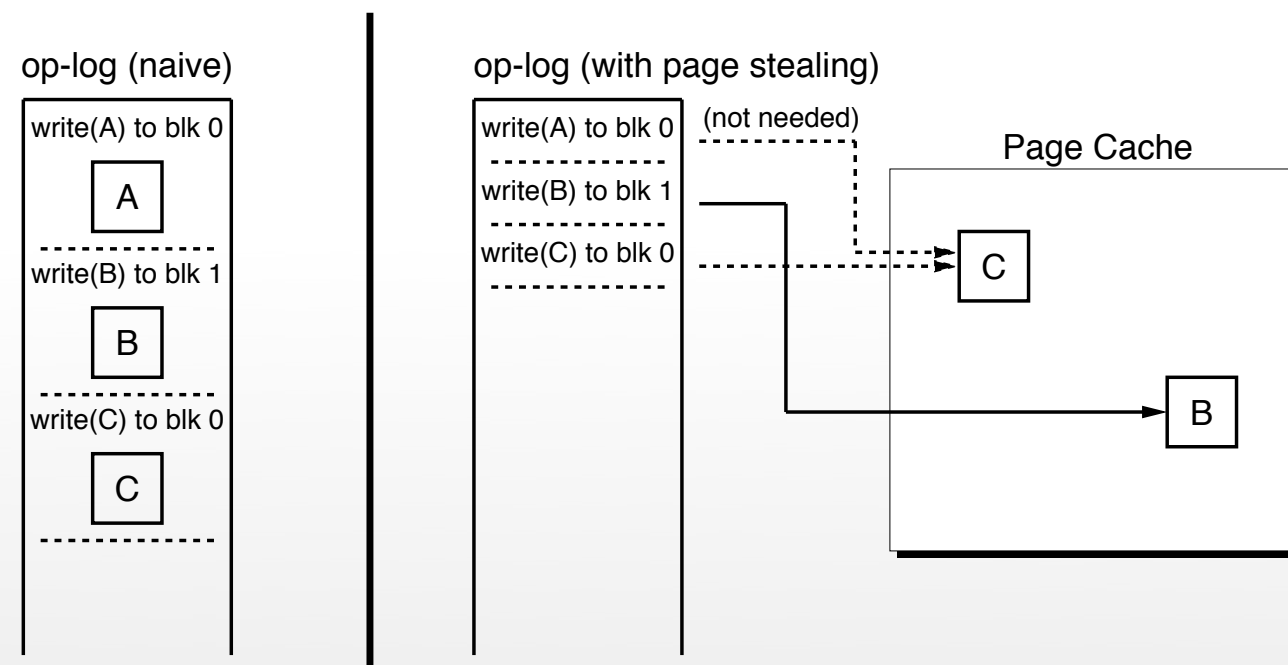 op-log (naive)
write(A) to blk 0
A
write(B) to blk 1
B
write(C) to blk 0
C
op-log (with page stealing)
write(A) to blk 0
(not needed)
write(B) to blk 1
write(C) to blk 0
Page Cache
C
B